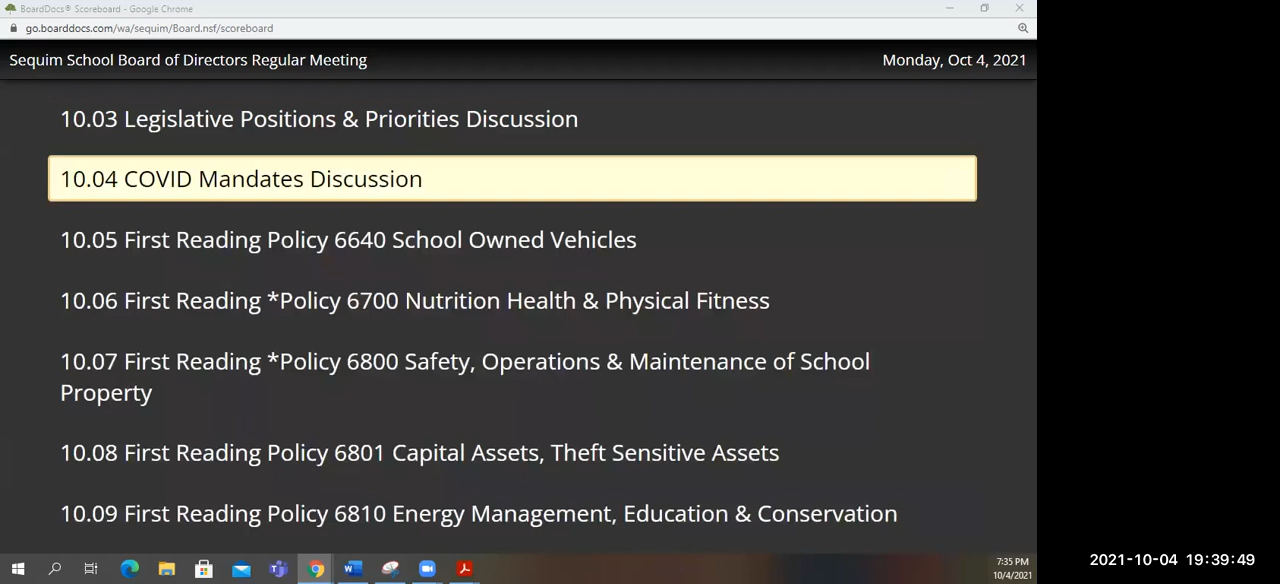 BoardDocs® Scoreboard - Google Chrome
go.boarddocs.com/wa/sequim/Board.nsf/scoreboard
Sequim School Board of Directors Regular Meeting
Monday, Oct 4, 2021
10.03 Legislative Positions & Priorities Discussion
10.04 COVID Mandates Discussion
10.05 First Reading Policy 6640 School Owned Vehicles
10.06 First Reading *Policy 6700 Nutrition Health & Physical Fitness
10.07 First Reading *Policy 6800 Safety, Operations & Maintenance of School
Property
10.08 First Reading Policy 6801 Capital Assets, Theft Sensitive Assets
10.09 First Reading Policy 6810 Energy Management, Education & Conservation
7:35 PM
10/4/2021
2021-10-04 19:39:49